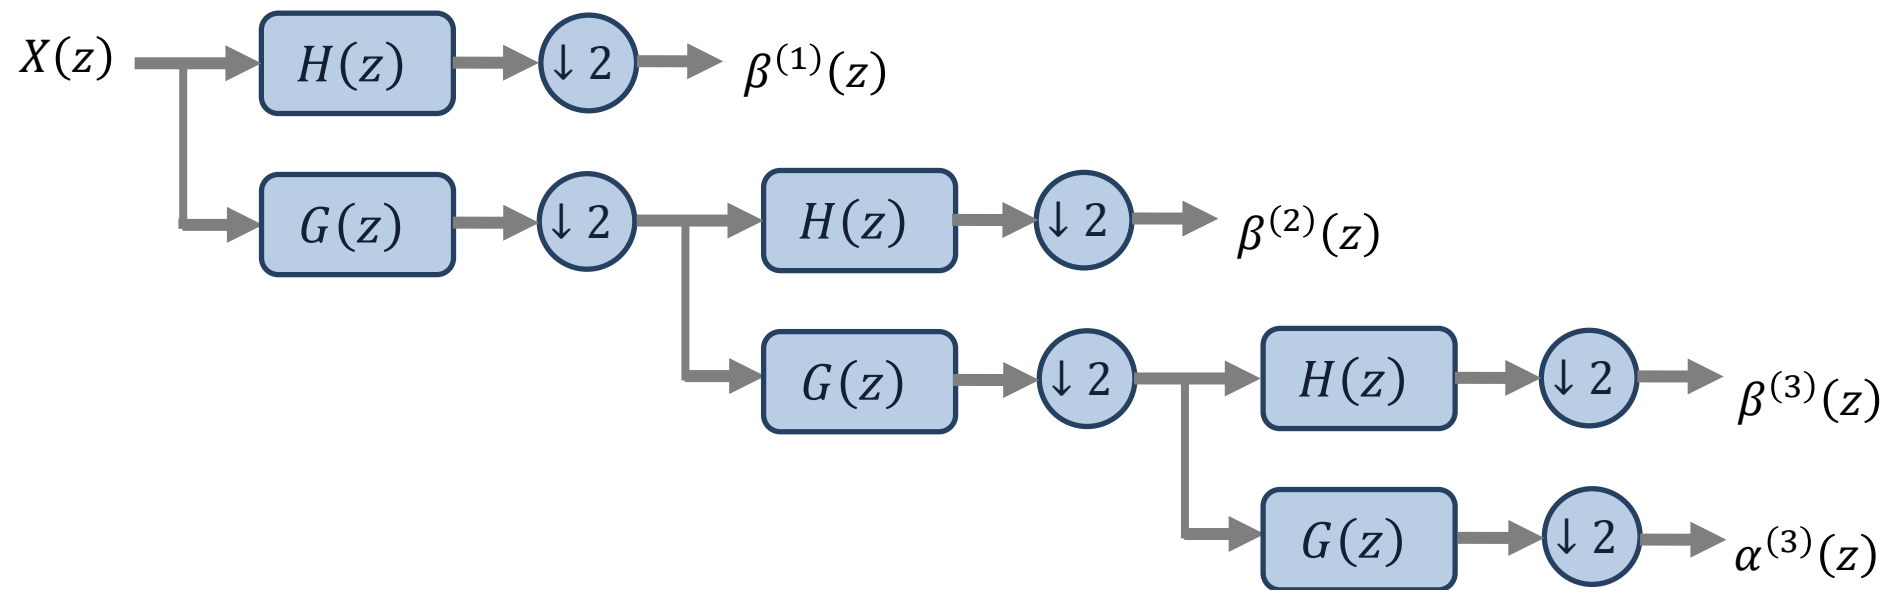 X(z) H(z) ↓ 2 β⁽¹⁾(z)
G(z) ↓ 2 H(z) ↓ 2 β⁽²⁾(z)
G(z) ↓ 2 H(z) ↓ 2 β⁽³⁾(z)
G(z) ↓ 2 α⁽³⁾(z)